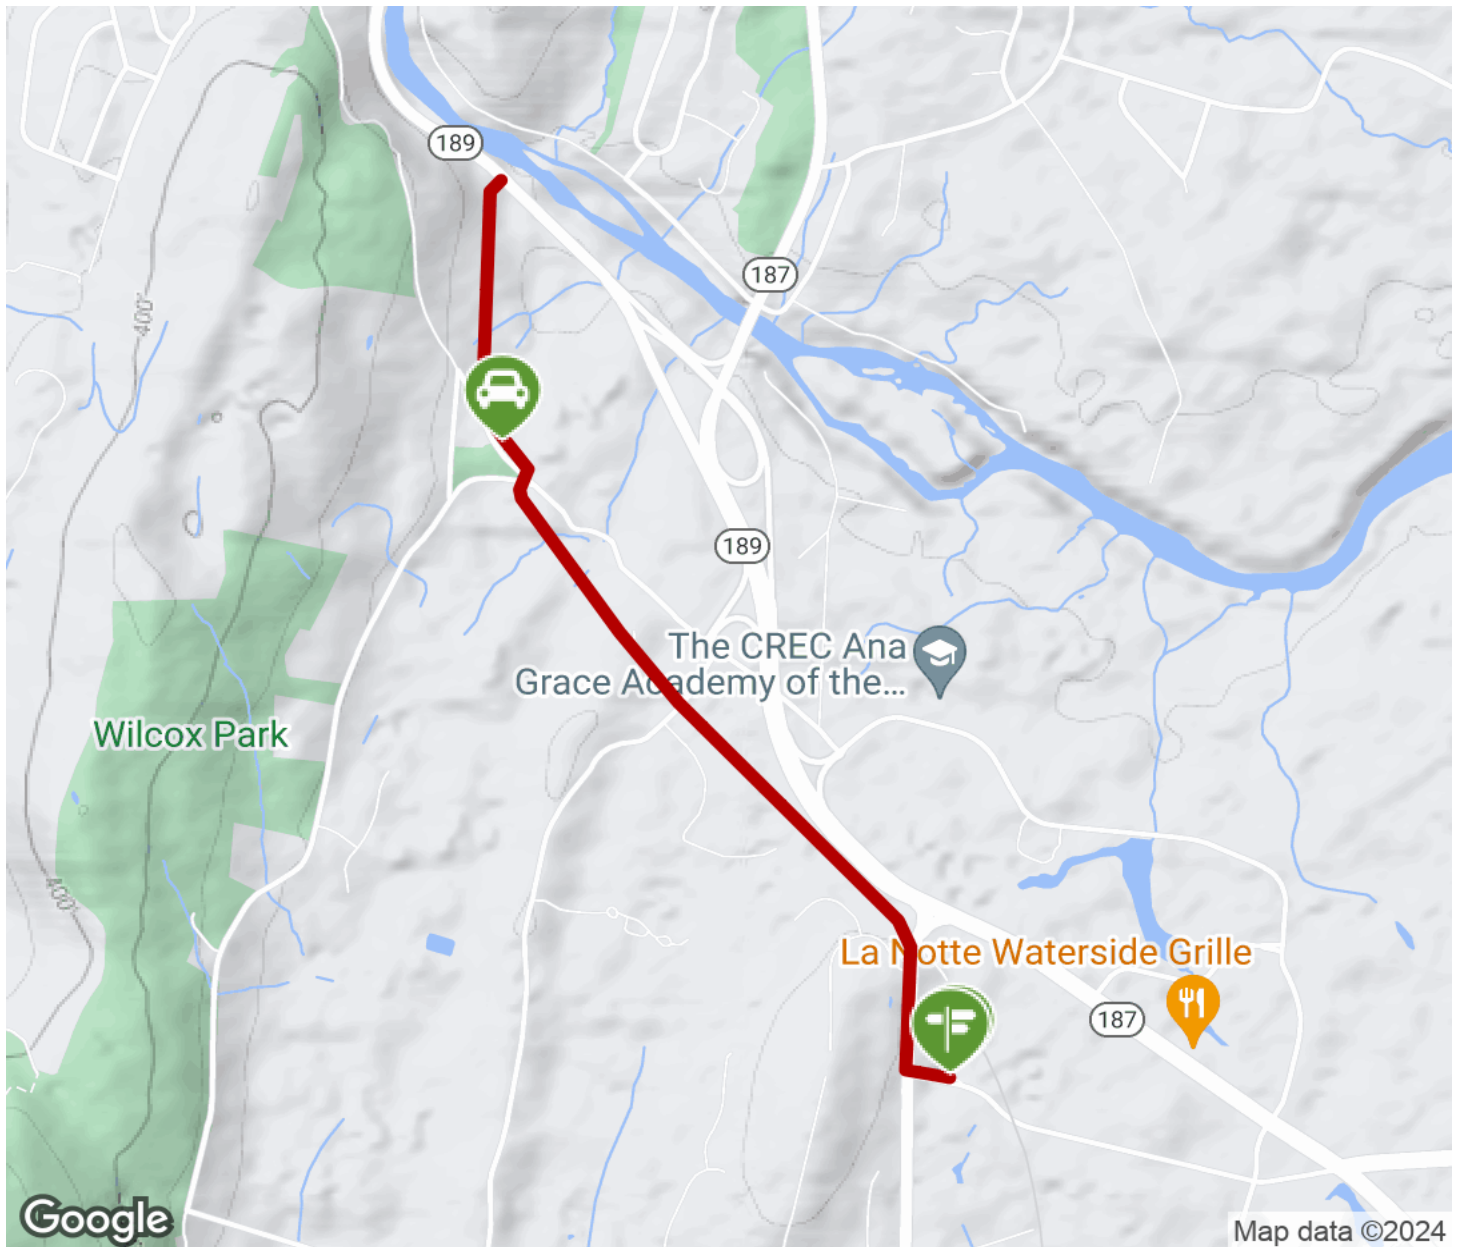 189
187
400'
189
The CREC Ana
Grace Academy of the...
Wilcox Park
400'
La Notte Waterside Grille
187
Google
Map data ©2024